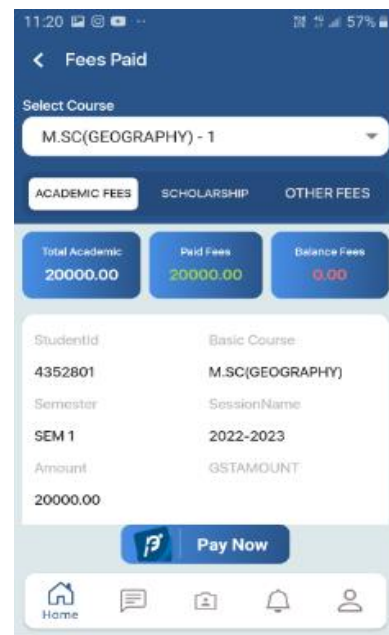 11:20 57%
Fees Paid
Select Course
M.SC(GEOGRAPHY) - 1
ACADEMIC FEES SCHOLARSHIP OTHER FEES
Total Academic Paid Fees Balance Fees
20000.00 20000.00 0.00
StudentId Basic Course
4352801 M.SC(GEOGRAPHY)
Semester SessionName
SEM 1 2022-2023
Amount GSTAMOUNT
20000.00
Pay Now
Home